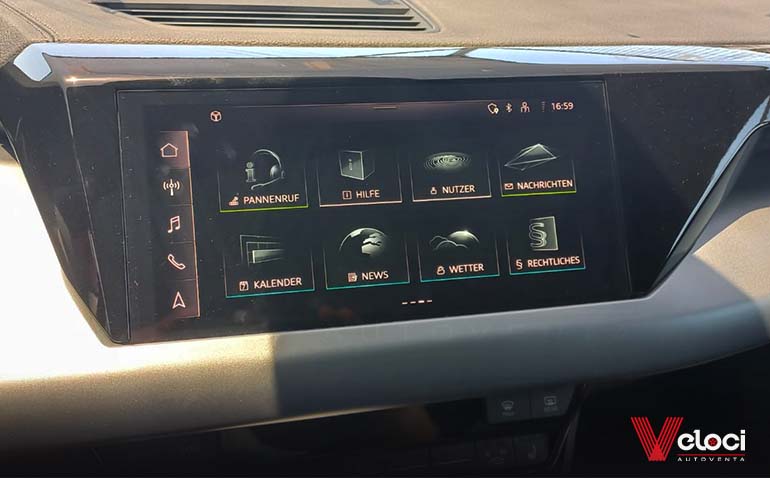 16:59
PANNENRUF
HILFE
NUTZER
NACHRICHTEN
KALENDER
NEWS
WETTER
§ RECHTLICHES
Veloci
AUTOVENTA